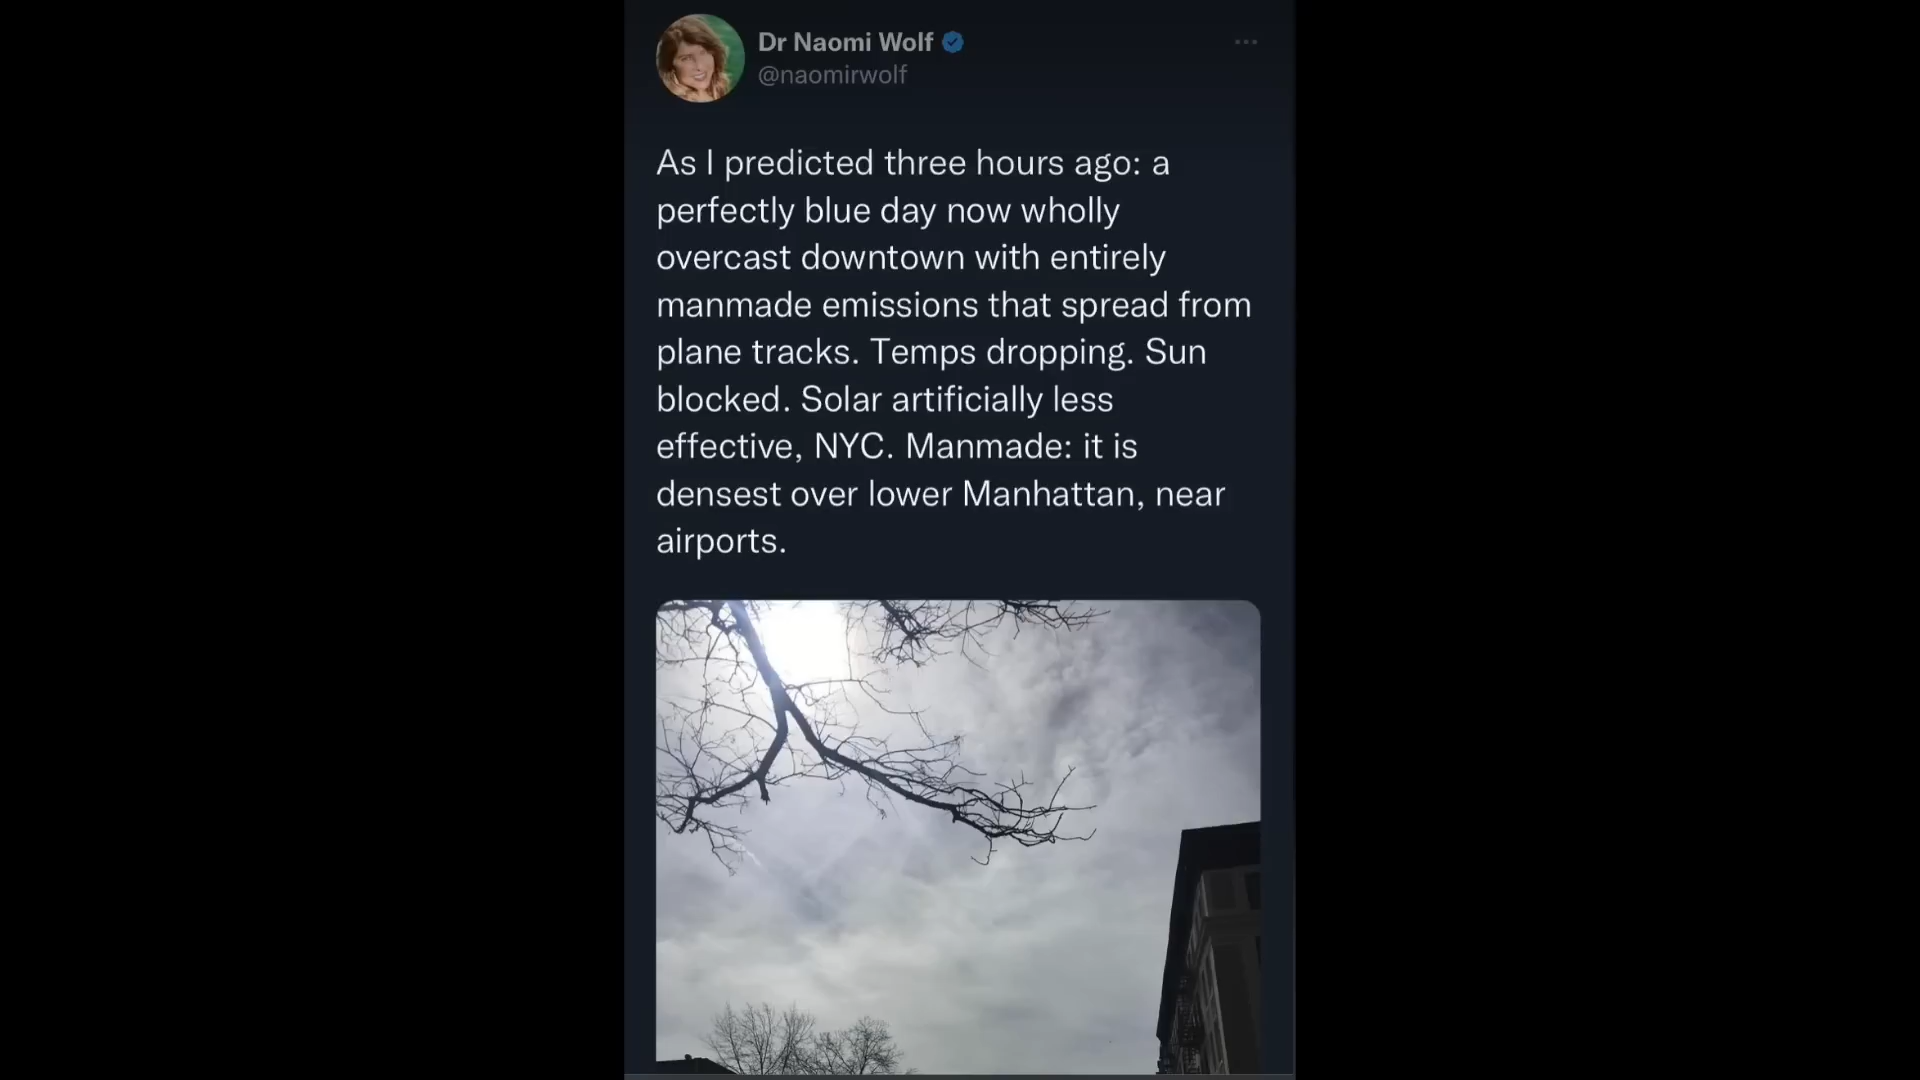 Dr Naomi Wolf
@naomirwolf
As I predicted three hours ago: a
perfectly blue day now wholly
overcast downtown with entirely
manmade emissions that spread from
plane tracks. Temps dropping. Sun
blocked. Solar artificially less
effective, NYC. Manmade: it is
densest over lower Manhattan, near
airports.